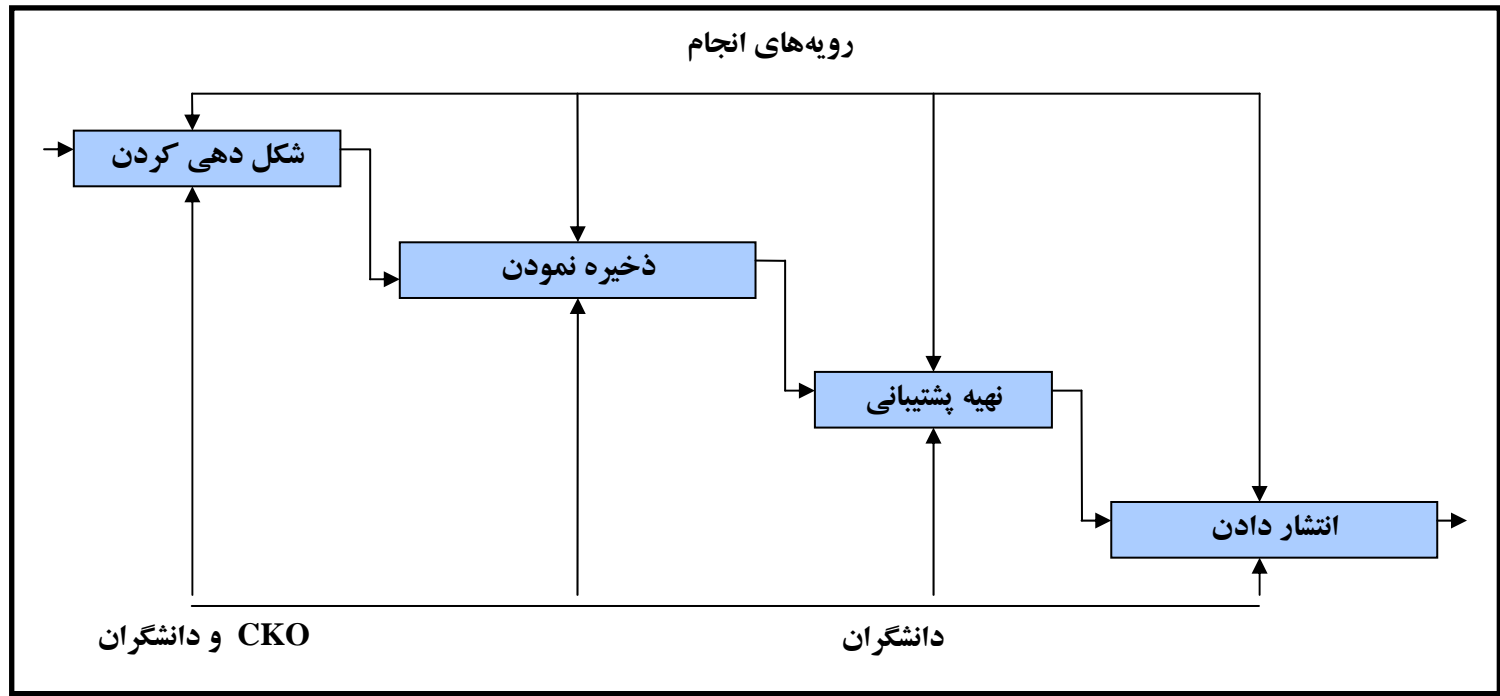 رویه‌های انجام
شکل دهی کردن
ذخیره نمودن
نهیه پشتیبانی
انتشار دادن
CKO و دانشگران
دانشگران